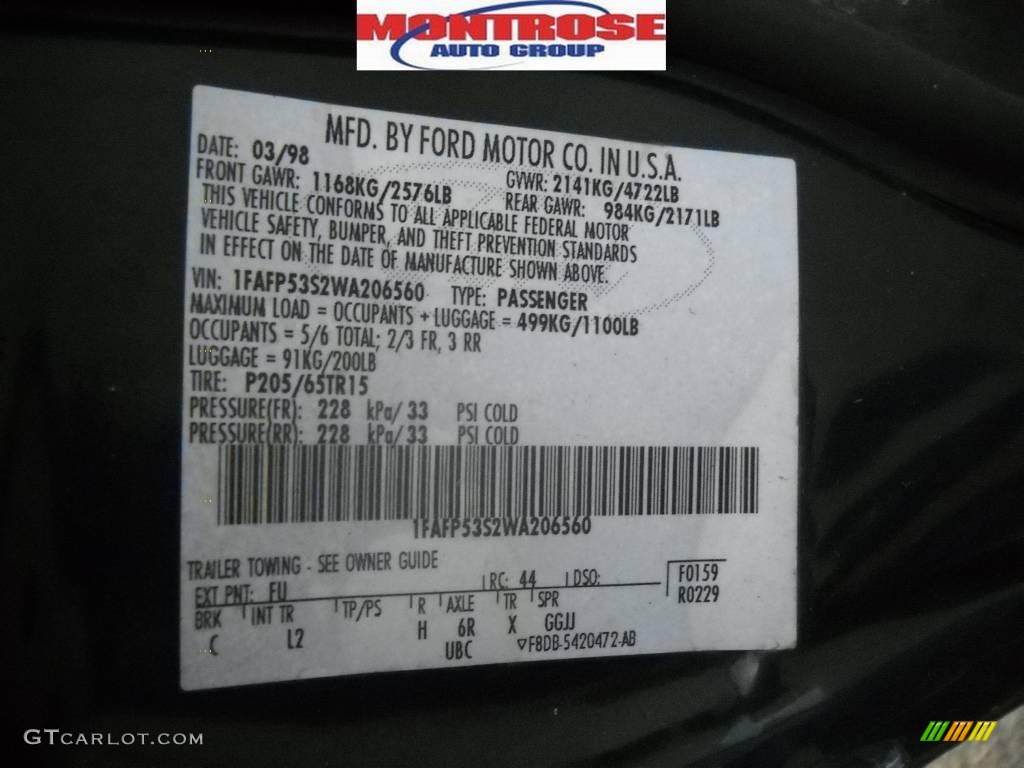 MONTROSE
AUTO GROUP
MFD. BY FORD MOTOR CO. IN U.S.A.
DATE: 03/98 GVWR: 2141KG/4722LB
FRONT GAWR: 1168KG/2576LB REAR GAWR: 984KG/2171LB
THIS VEHICLE CONFORMS TO ALL APPLICABLE FEDERAL MOTOR
VEHICLE SAFETY, BUMPER, AND THEFT PREVENTION STANDARDS
IN EFFECT ON THE DATE OF MANUFACTURE SHOWN ABOVE.
VIN: 1FAFP53S2WA206560 TYPE: PASSENGER
MAXIMUM LOAD = OCCUPANTS + LUGGAGE = 499KG/1100LB
OCCUPANTS = 5/6 TOTAL; 2/3 FR, 3 RR
LUGGAGE = 91KG/200LB
TIRE: P205/65TR15
PRESSURE(FR): 228 kPa/ 33 PSI COLD
PRESSURE(RR): 228 kPa/ 33 PSI COLD
1FAFP53S2WA206560
TRAILER TOWING - SEE OWNER GUIDE
EXT PNT: FU RC: 44 DSO: F0159
R0229
BRK INT TR TP/PS R AXLE TR SPR
C L2 H 6R X GGJJ
UBC F8DB-5420472-AB
GTCARLOT.COM